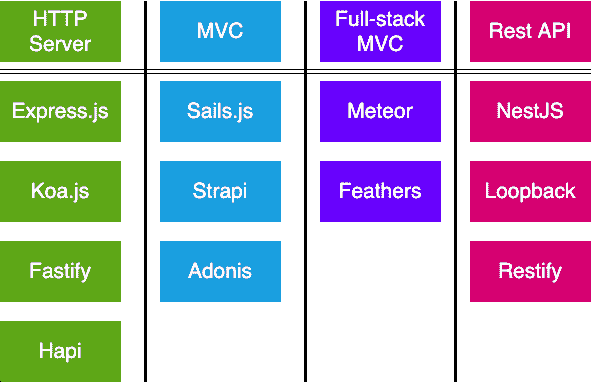 HTTP
Server
MVC
Full-stack
MVC
Rest API
Express.js
Sails.js
Meteor
NestJS
Koa.js
Strapi
Feathers
Loopback
Fastify
Adonis
Restify
Hapi